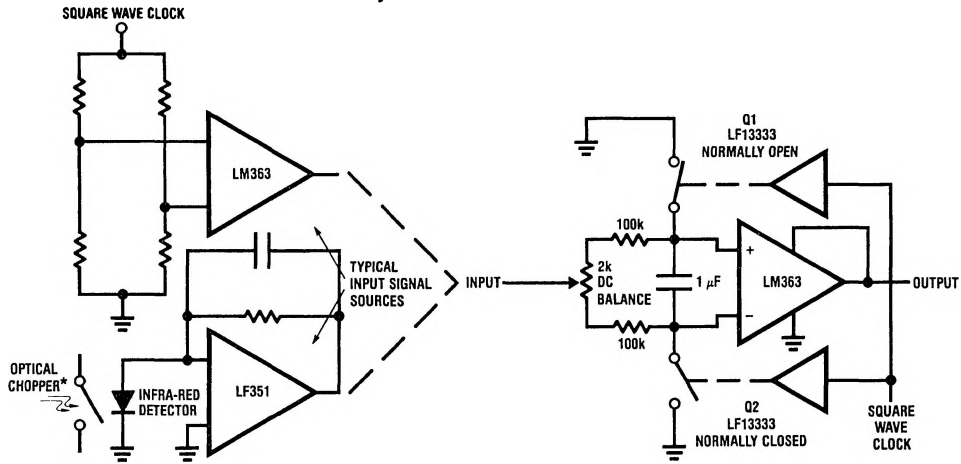 SQUARE WAVE CLOCK
LM363
TYPICAL
INPUT SIGNAL
SOURCES
OPTICAL
CHOPPER*
INFRA-RED
DETECTOR
LF351
INPUT
Q1
LF13333
NORMALLY OPEN
100k
2k
DC
BALANCE
1 µF
+
−
LM363
OUTPUT
100k
Q2
LF13333
NORMALLY CLOSED
SQUARE
WAVE
CLOCK